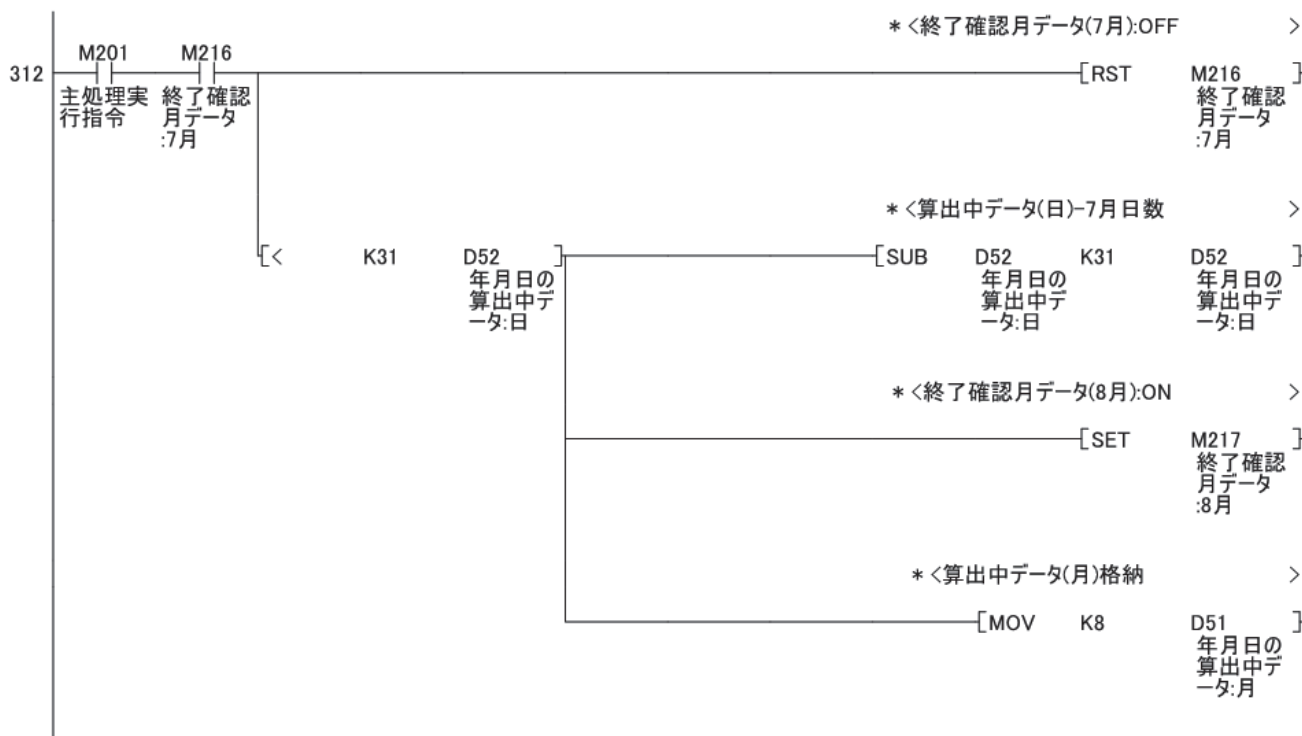 *<終了確認月データ(7月):OFF >
M201 M216
312 [RST M216 ]
主処理実 終了確認 終了確認
行指令 月データ 月データ
:7月 :7月
*<算出中データ(日)-7月日数 >
[< K31 D52 ] [SUB D52 K31 D52 ]
年月日の 年月日の 年月日の
算出中デ 算出中デ 算出中デ
ータ:日 ータ:日 ータ:日
*<終了確認月データ(8月):ON >
[SET M217 ]
終了確認
月データ
:8月
*<算出中データ(月)格納 >
[MOV K8 D51 ]
年月日の
算出中デ
ータ:月